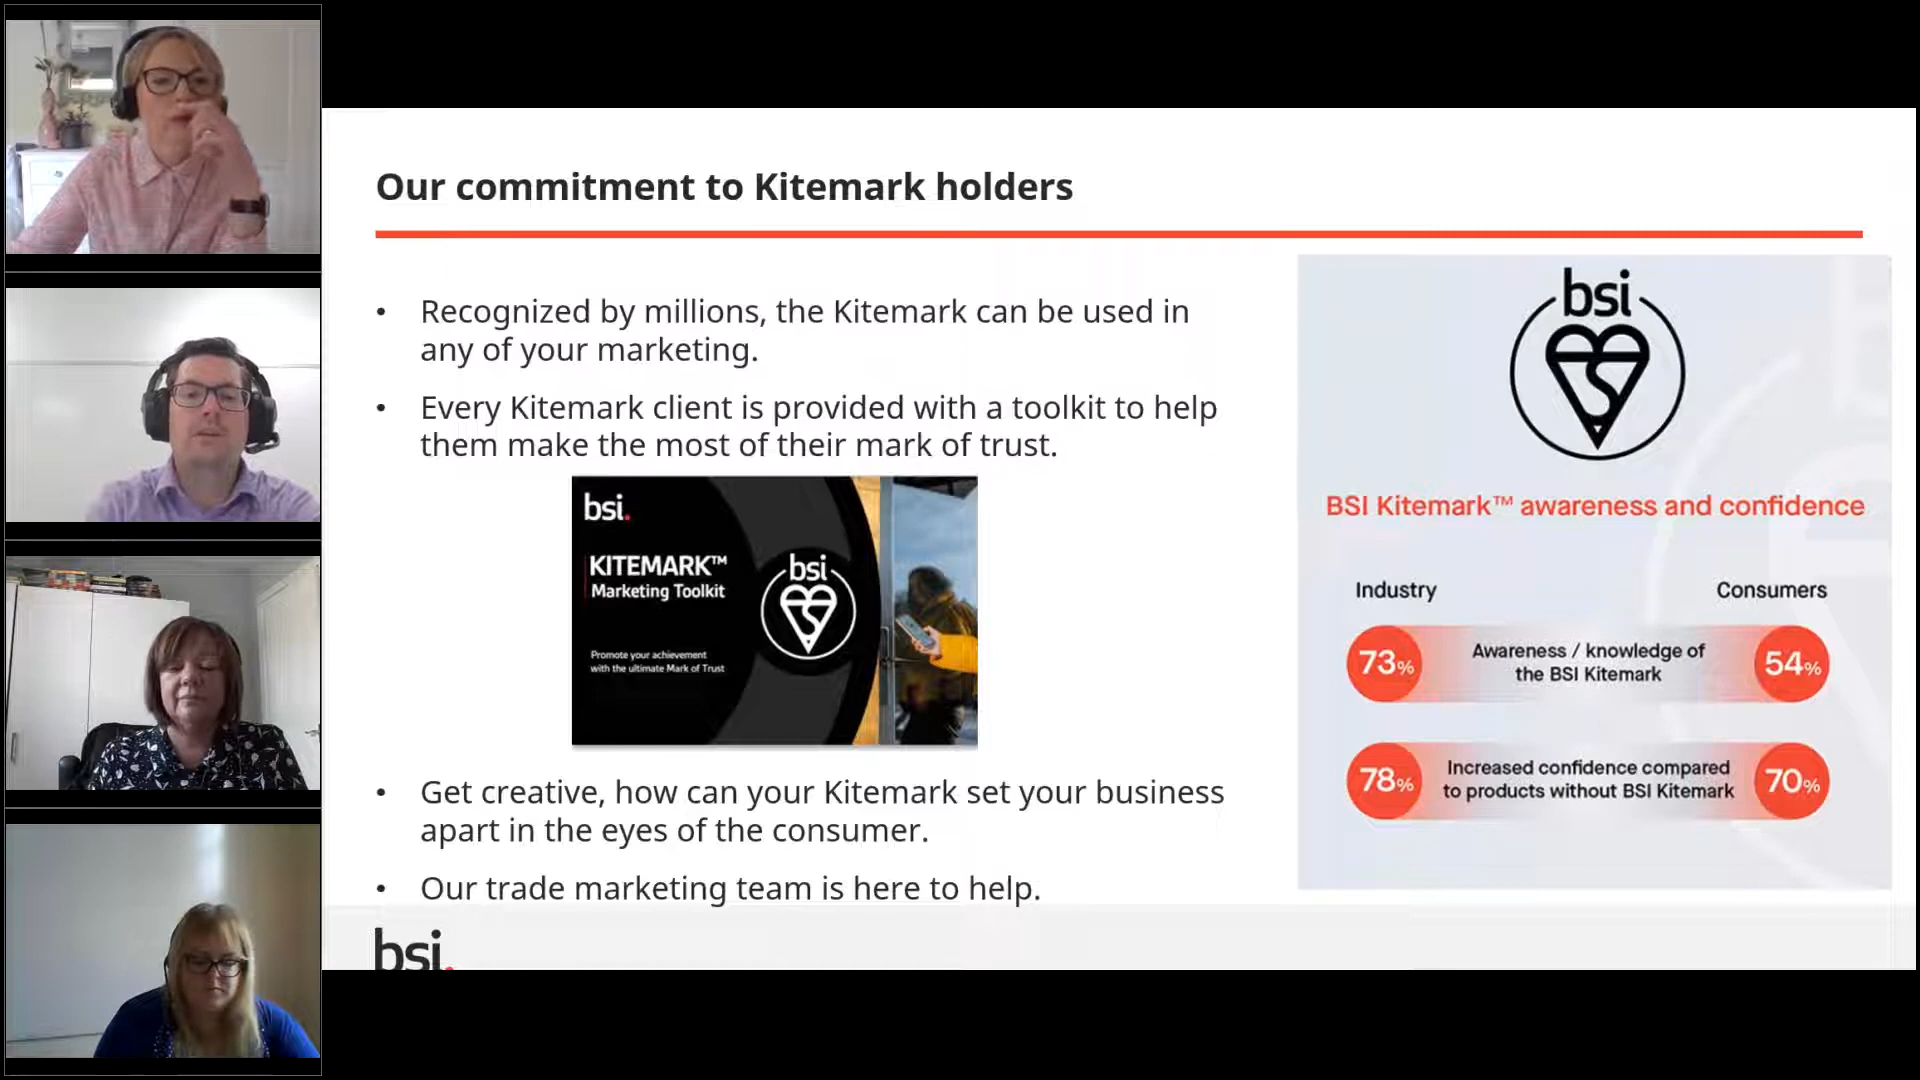 Our commitment to Kitemark holders
• Recognized by millions, the Kitemark can be used in
any of your marketing.
• Every Kitemark client is provided with a toolkit to help
them make the most of their mark of trust.
bsi.
KITEMARK™
Marketing Toolkit
Promote your achievement
with the ultimate Mark of Trust
bsi
• Get creative, how can your Kitemark set your business
apart in the eyes of the consumer.
• Our trade marketing team is here to help.
bsi.
bsi
BSI Kitemark™ awareness and confidence
Industry Consumers
73% Awareness / knowledge of
the BSI Kitemark 54%
78% Increased confidence compared
to products without BSI Kitemark 70%